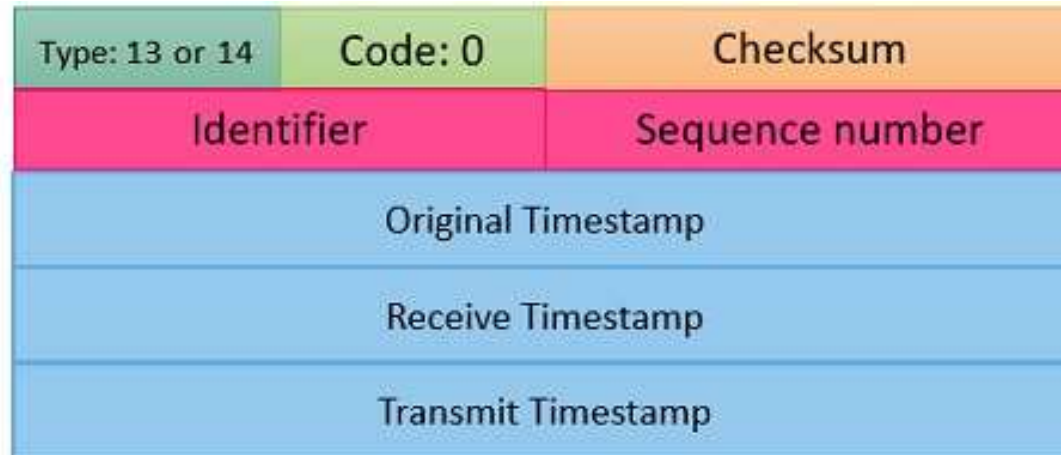 Type: 13 or 14 Code: 0 Checksum
Identifier Sequence number
Original Timestamp
Receive Timestamp
Transmit Timestamp